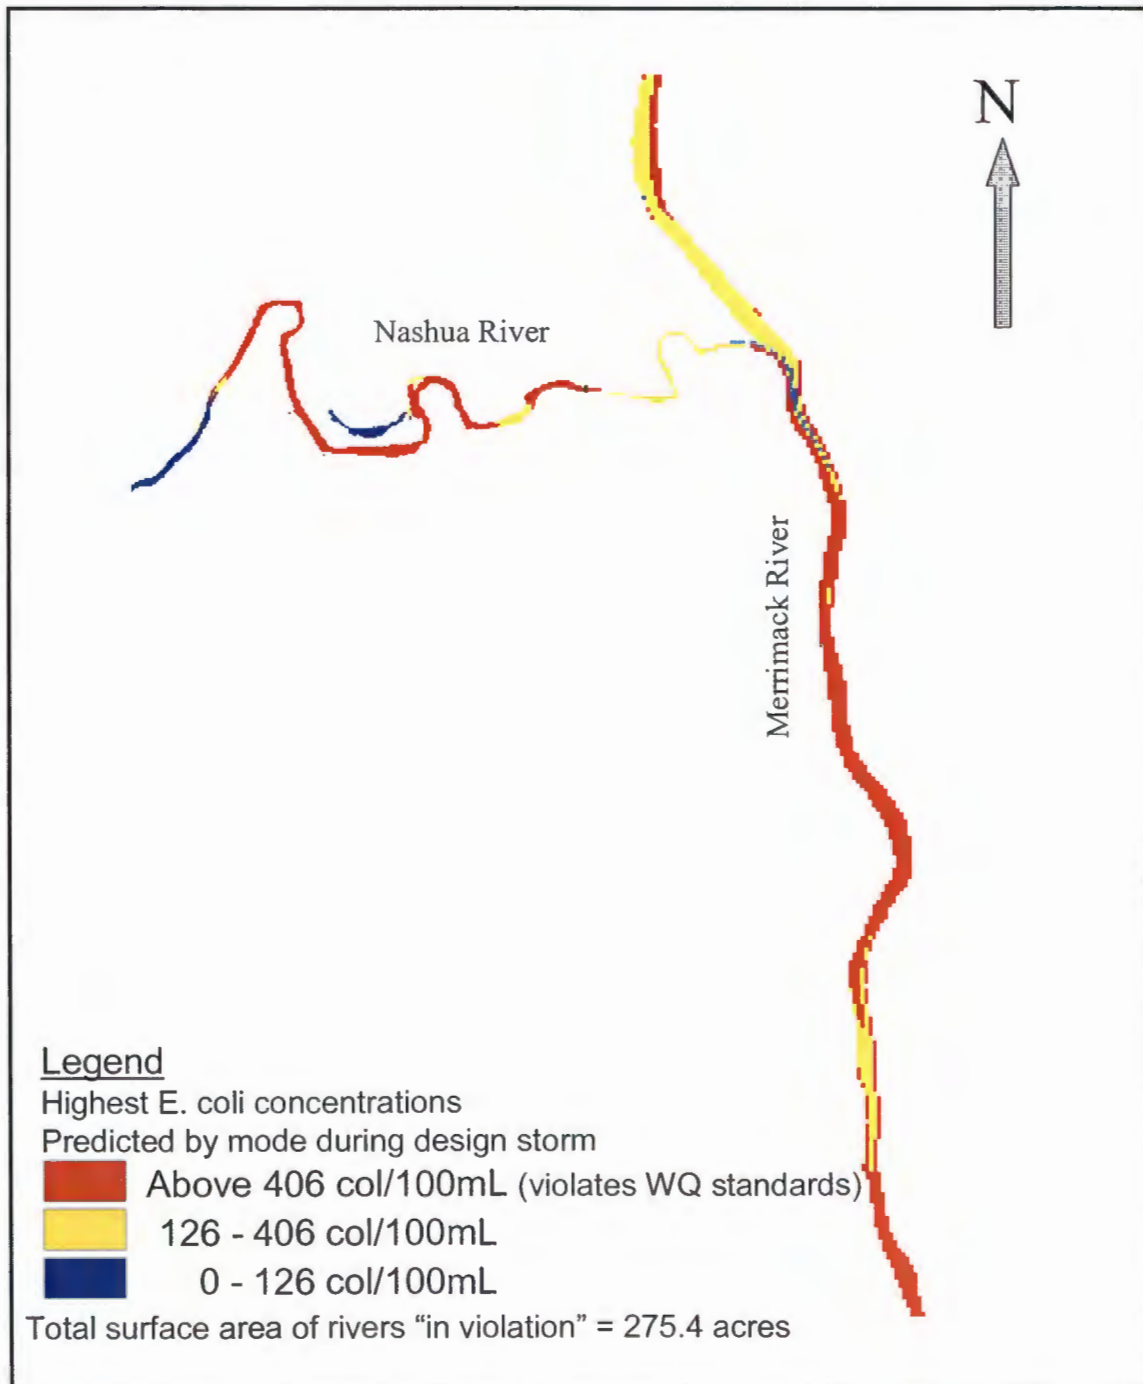 N
Nashua River
Merrimack River
Legend
Highest E. coli concentrations
Predicted by mode during design storm
Above 406 col/100mL (violates WQ standards)
126 - 406 col/100mL
0 - 126 col/100mL
Total surface area of rivers “in violation” = 275.4 acres